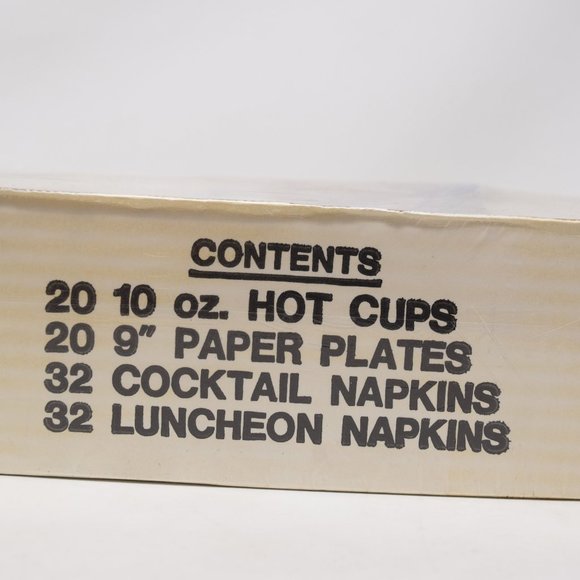 CONTENTS
20 10 oz. HOT CUPS
20 9" PAPER PLATES
32 COCKTAIL NAPKINS
32 LUNCHEON NAPKINS